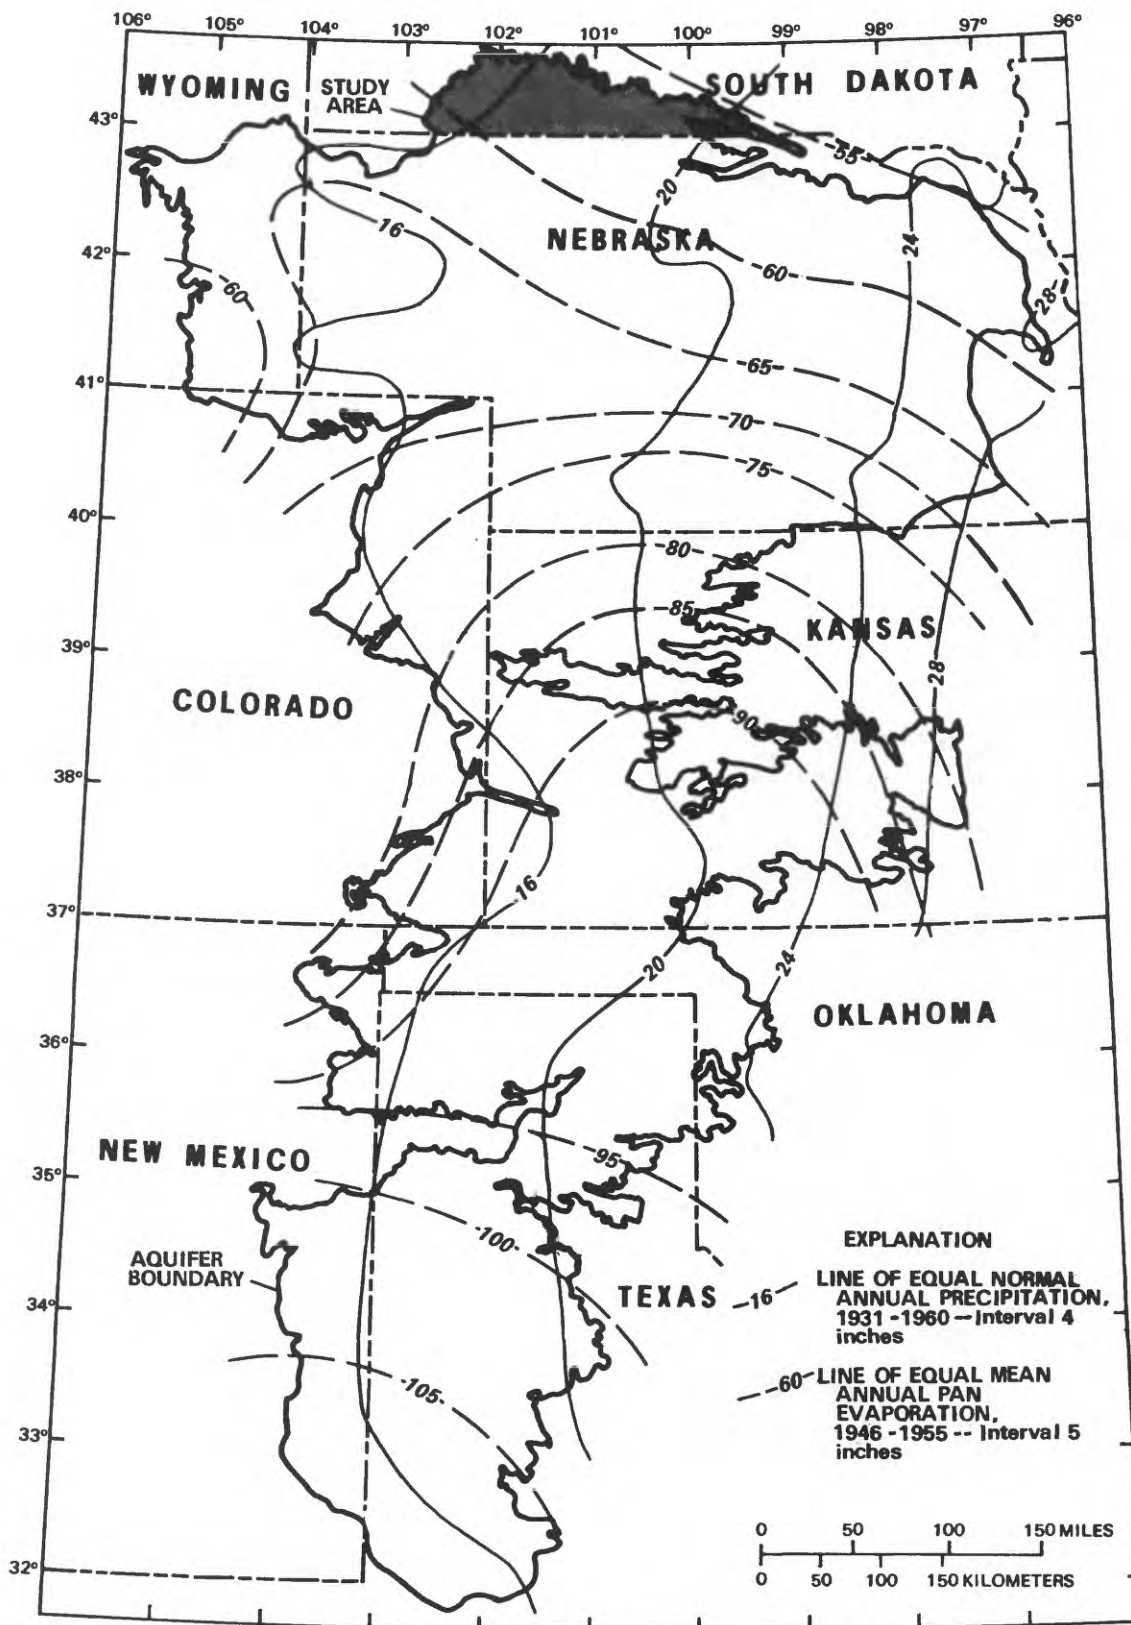 106° 105° 104° 103° 102° 101° 100° 99° 98° 97° 96°
WYOMING
STUDY
AREA
SOUTH DAKOTA
43°
55
20
16
NEBRASKA
24
42°
60
60
28
65
41°
70
75
40°
80
85
KANSAS
39°
28
COLORADO
90
38°
16
37°
20
24
OKLAHOMA
36°
NEW MEXICO
95
35°
100
AQUIFER
BOUNDARY
TEXAS
34°
105
33°
32°
EXPLANATION
16
LINE OF EQUAL NORMAL
ANNUAL PRECIPITATION,
1931-1960 — Interval 4
inches
60
LINE OF EQUAL MEAN
ANNUAL PAN
EVAPORATION,
1946-1955 -- Interval 5
inches
0 50 100 150 MILES
0 50 100 150 KILOMETERS